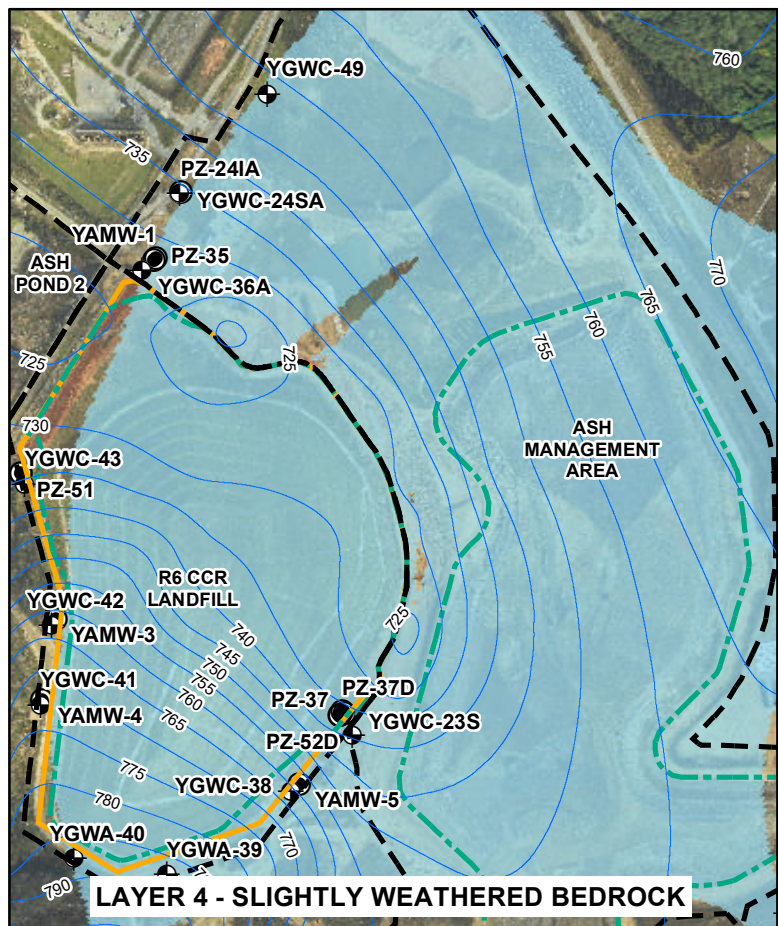 760
YGWC-49
735
PZ-24IA
YGWC-24SA
770
YAMW-1
PZ-35
ASH
POND 2
YGWC-36A
765
760
725
755
725
ASH
MANAGEMENT
AREA
730
YGWC-43
PZ-51
R6 CCR
LANDFILL
YGWC-42
740
725
YAMW-3
745
750
755
YGWC-41
760
PZ-37
PZ-37D
YAMW-4
765
YGWC-23S
PZ-52D
775
YGWC-38
YAMW-5
780
770
YGWA-40
YGWA-39
790
LAYER 4 - SLIGHTLY WEATHERED BEDROCK